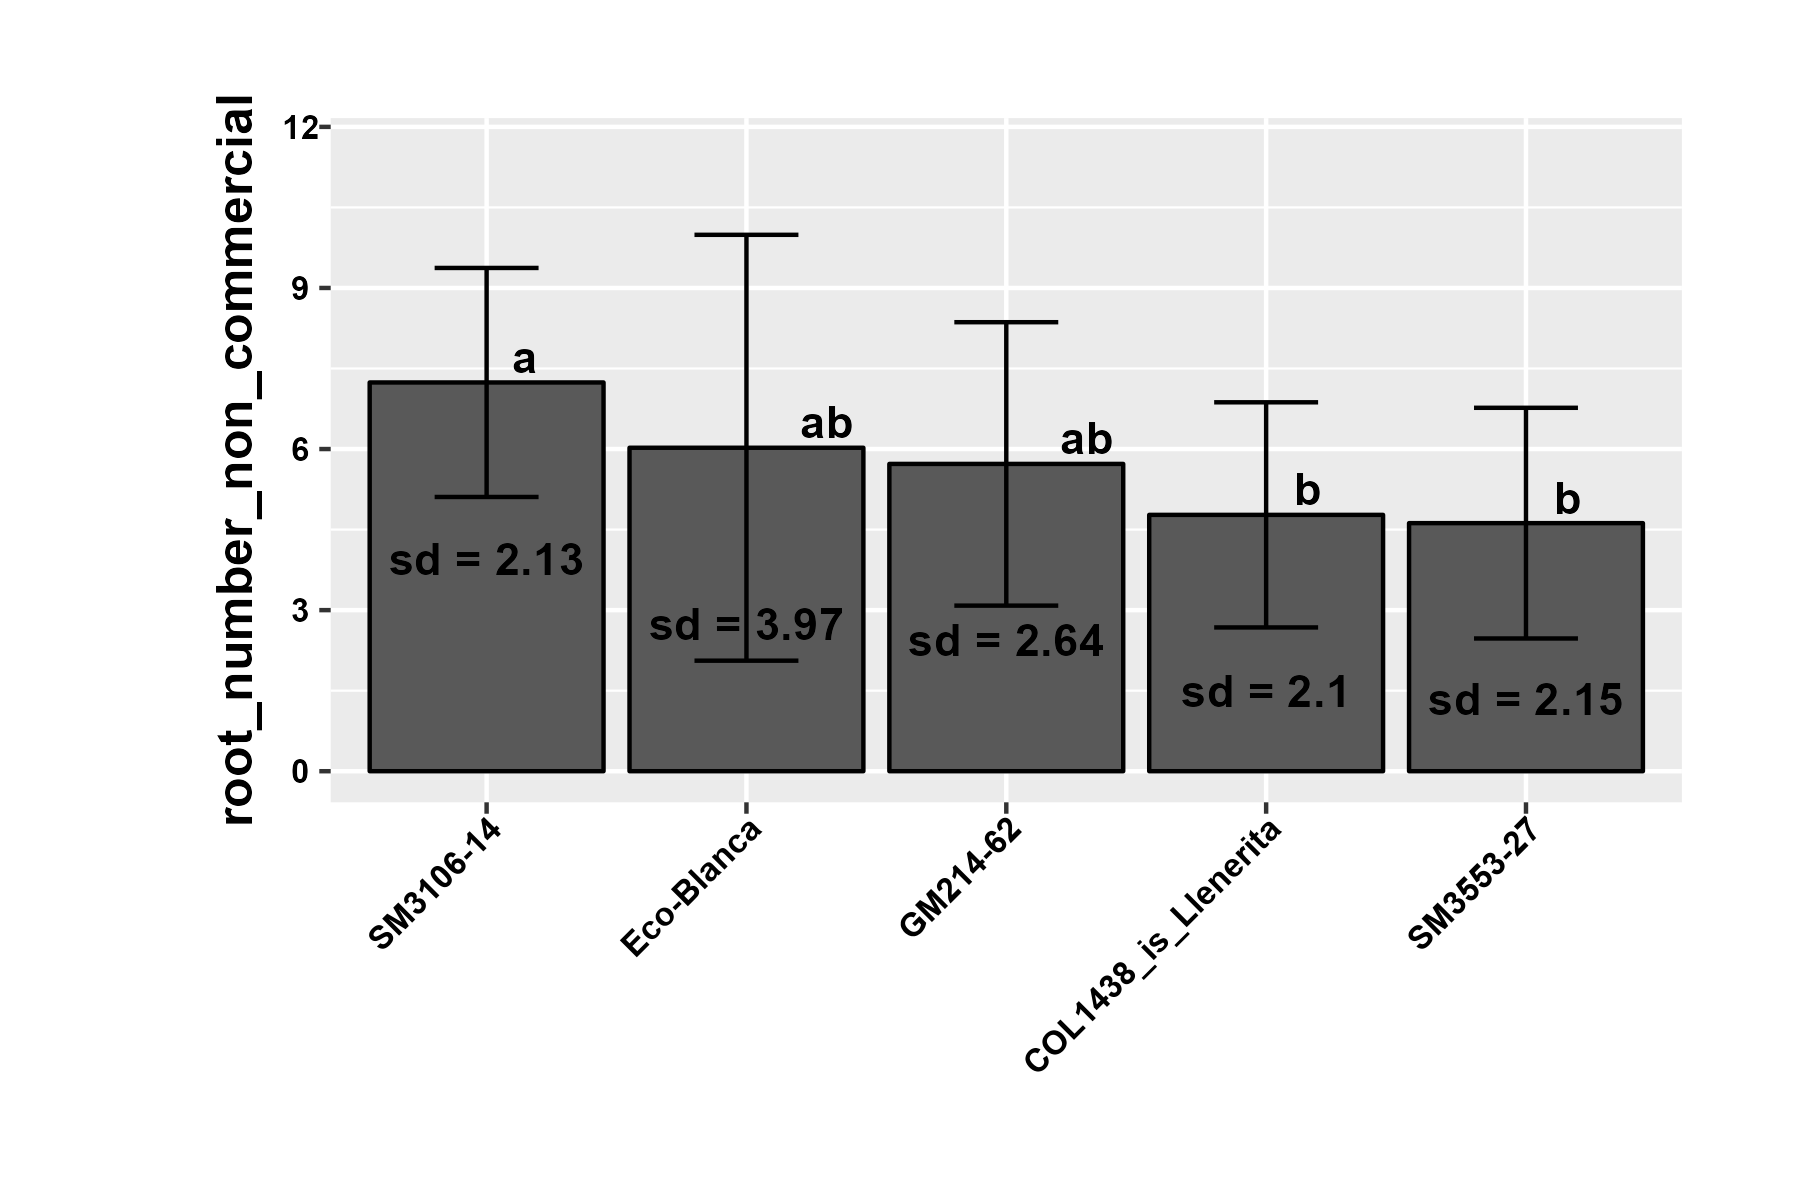 root_number_non_commercial
12
9
6
3
0
a
ab
ab
b
b
sd = 2.13
sd = 3.97
sd = 2.64
sd = 2.1
sd = 2.15
SM3106-14
Eco-Blanca
GM214-62
COL1438_is_Llenerita
SM3553-27